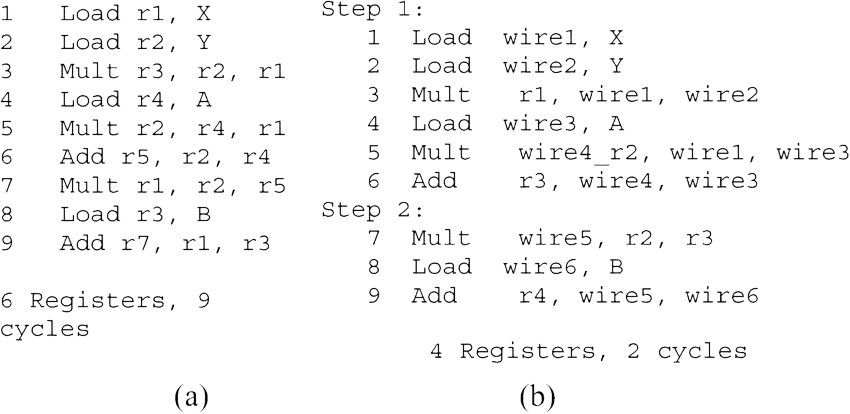 1 Load r1, X
2 Load r2, Y
3 Mult r3, r2, r1
4 Load r4, A
5 Mult r2, r4, r1
6 Add r5, r2, r4
7 Mult r1, r2, r5
8 Load r3, B
9 Add r7, r1, r3
6 Registers, 9
cycles
(a)
Step 1:
1 Load wire1, X
2 Load wire2, Y
3 Mult r1, wire1, wire2
4 Load wire3, A
5 Mult wire4_r2, wire1, wire3
6 Add r3, wire4, wire3
Step 2:
7 Mult wire5, r2, r3
8 Load wire6, B
9 Add r4, wire5, wire6
4 Registers, 2 cycles
(b)